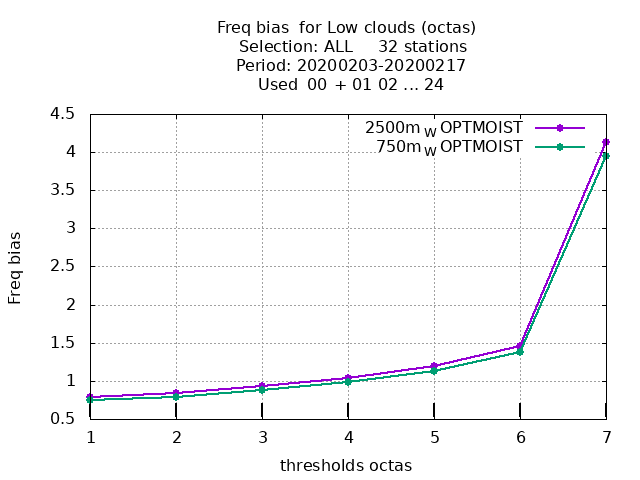 Freq bias  for Low clouds (octas)
Selection: ALL     32 stations
Period: 20200203-20200217
Used  00 + 01 02 ... 24
2500m W OPTMOIST
750m W OPTMOIST
4.5
4
3.5
3
2.5
2
1.5
1
0.5
Freq bias
1 2 3 4 5 6 7
thresholds octas